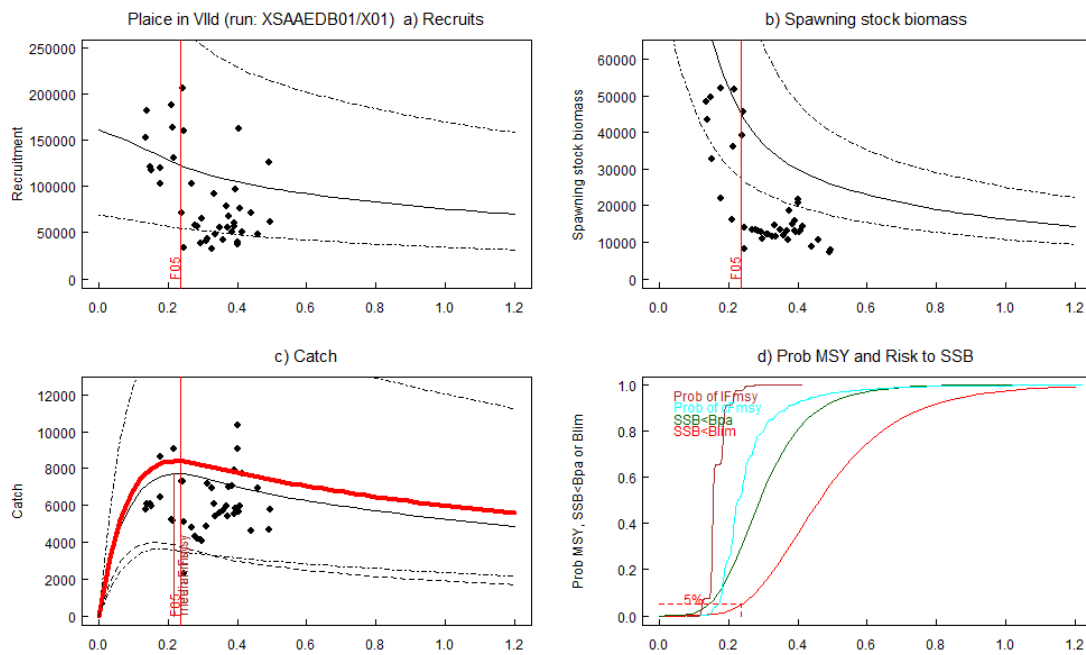 Plaice in VIId (run: XSAAEDB01/X01) a) Recruits
b) Spawning stock biomass
Recruitment
250000
200000
150000
100000
50000
0
F05
0.0 0.2 0.4 0.6 0.8 1.0 1.2
Spawning stock biomass
60000
50000
40000
30000
20000
10000
0
F05
0.0 0.2 0.4 0.6 0.8 1.0 1.2
c) Catch
d) Prob MSY and Risk to SSB
Catch
12000
10000
8000
6000
4000
2000
0
F05
0.0 0.2 0.4 0.6 0.8 1.0 1.2
Prob MSY, SSB<Bpa or Blim
1.0
0.8
0.6
0.4
0.2
0.0
Prob of lFmsy
Prob of cFmsy
SSB<Bpa
SSB<Blim
5%
0.0 0.2 0.4 0.6 0.8 1.0 1.2